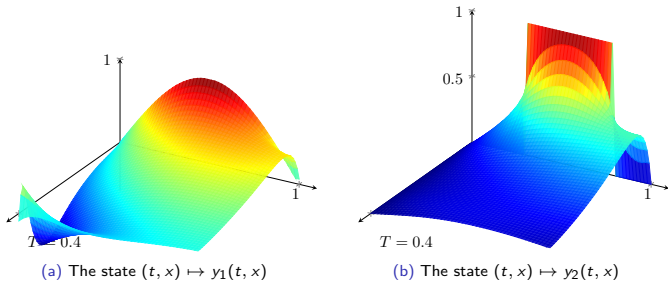 1
1
T = 0.4
(a) The state (t, x) ↦ y₁(t, x)
1
0.5
1
T = 0.4
(b) The state (t, x) ↦ y₂(t, x)